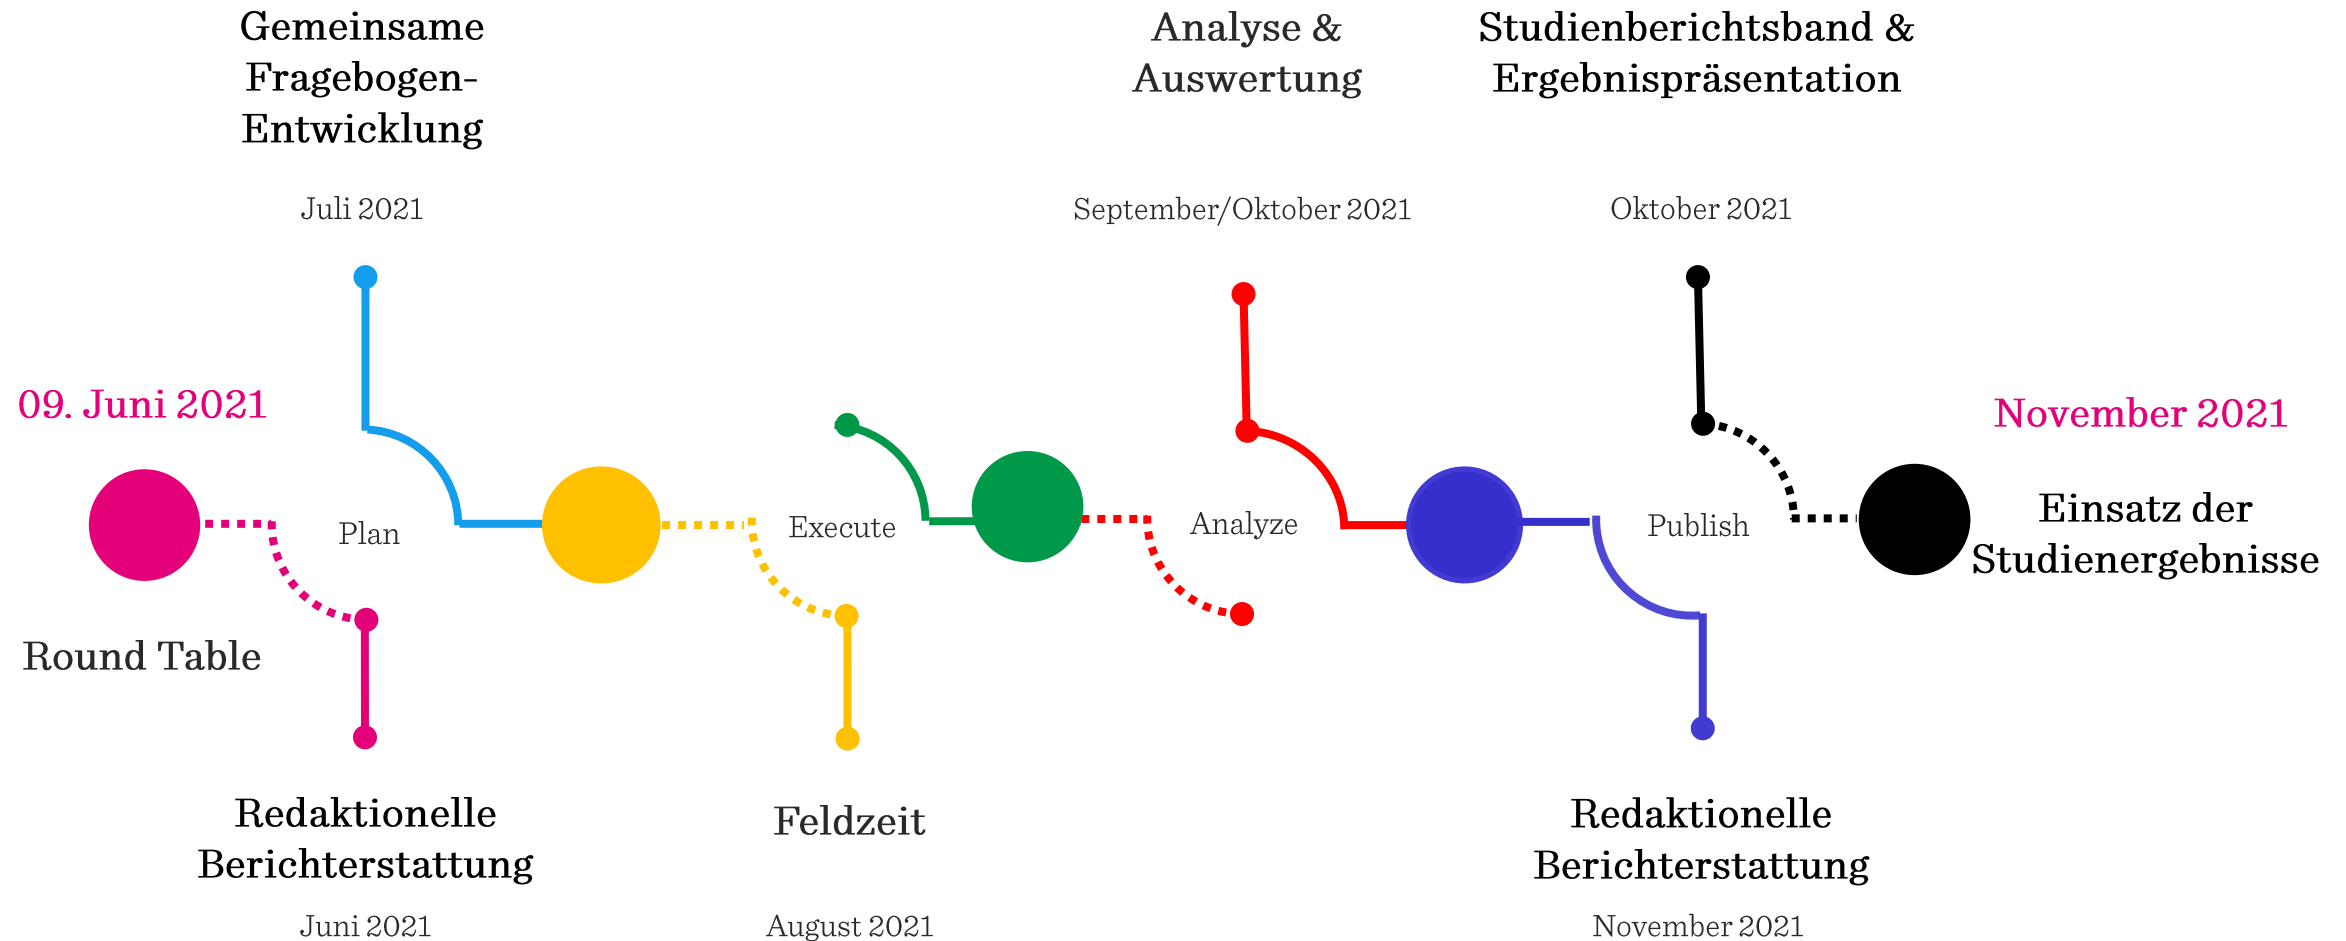 Gemeinsame
Fragebogen-
Entwicklung
Juli 2021
Analyse &
Auswertung
September/Oktober 2021
Studienberichtsband &
Ergebnispräsentation
Oktober 2021
09. Juni 2021
Round Table
Plan
Execute
Analyze
Publish
November 2021
Einsatz der
Studienergebnisse
Redaktionelle
Berichterstattung
Juni 2021
Feldzeit
August 2021
Redaktionelle
Berichterstattung
November 2021